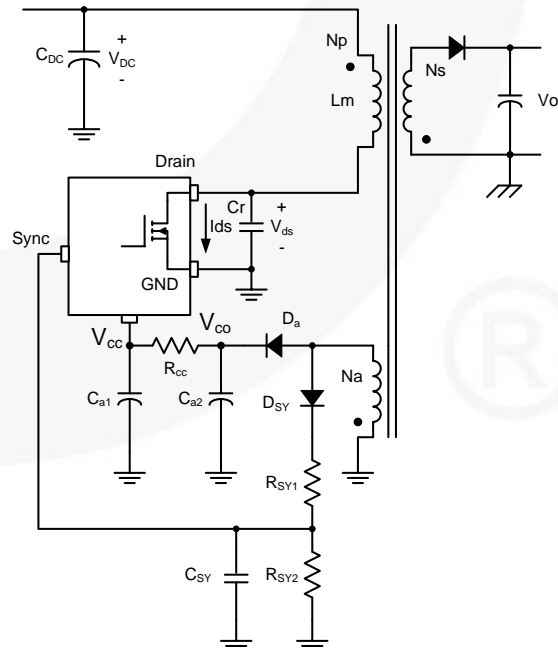 Np
+
C_DC
V_DC
-
Ns
Lm
Vo
Drain
Cr
+
Ids
V_ds
-
Sync
GND
V_cc
V_co
D_a
R_cc
Na
C_a1
C_a2
D_SY
R_SY1
C_SY
R_SY2
®